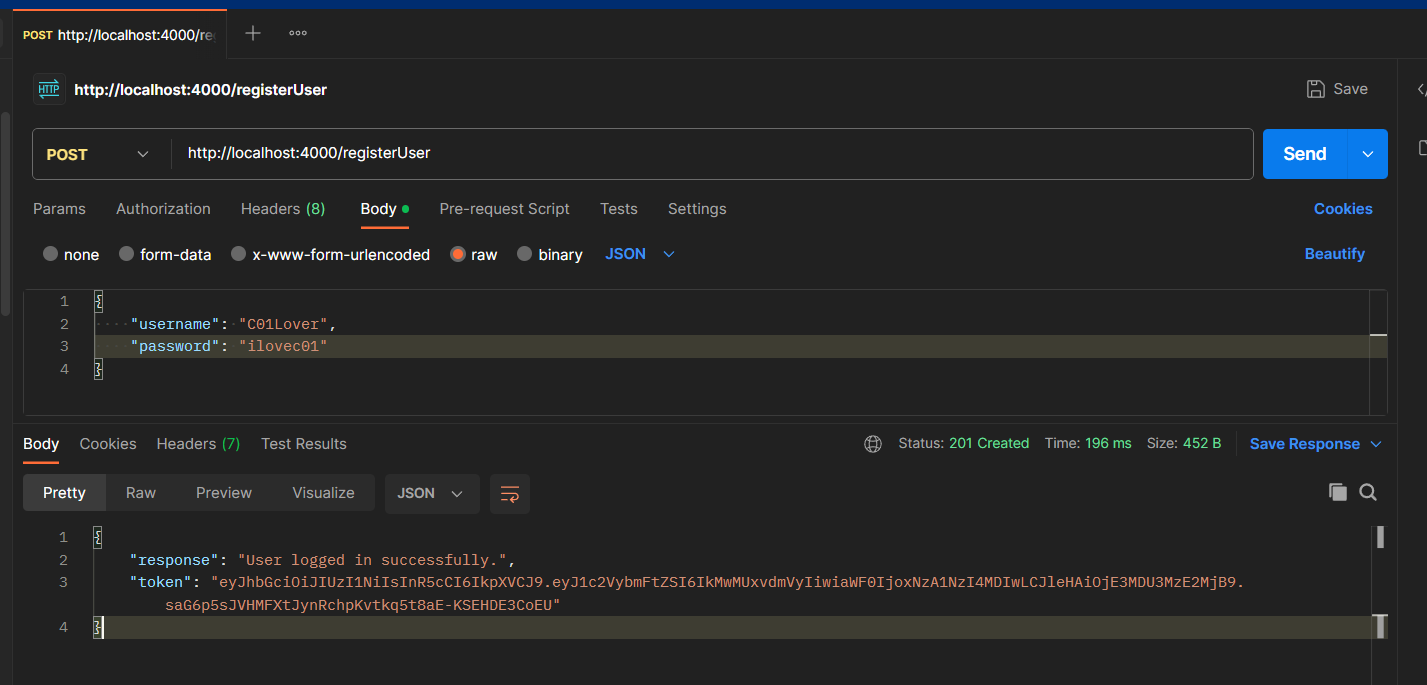 POST http://localhost:4000/re
HTTP http://localhost:4000/registerUser
Save
POST http://localhost:4000/registerUser
Send
Params Authorization Headers (8) Body Pre-request Script Tests Settings Cookies
none form-data x-www-form-urlencoded raw binary JSON Beautify
1 {
2 "username": "C01Lover",
3 "password": "ilovec01"
4 }
Body Cookies Headers (7) Test Results Status: 201 Created Time: 196 ms Size: 452 B Save Response
Pretty Raw Preview Visualize JSON
1 {
2 "response": "User logged in successfully.",
3 "token": "eyJhbGciOiJIUzI1NiIsInR5cCI6IkpXVCJ9.eyJ1c2VybmFtZSI6IkMwMUxvdmVyIiwiaWF0IjoxNzA1NzI4MDIwLCJleHAiOjE3MDU3MzE2MjB9.
saG6p5sJVHMFXtJynRchpKvtkq5t8aE-KSEHDE3CoEU"
4 }